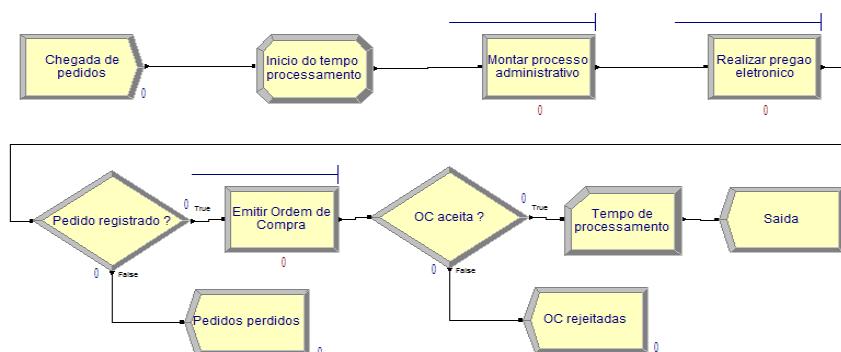 Chegada de
pedidos
0
Inicio do tempo
processamento
Montar processo
administrativo
0
Realizar pregao
eletronico
0
Pedido registrado ?
0
True
0
False
Emitir Ordem de
Compra
0
OC aceita ?
0
True
0
False
Tempo de
processamento
Saida
Pedidos perdidos
0
OC rejeitadas
0